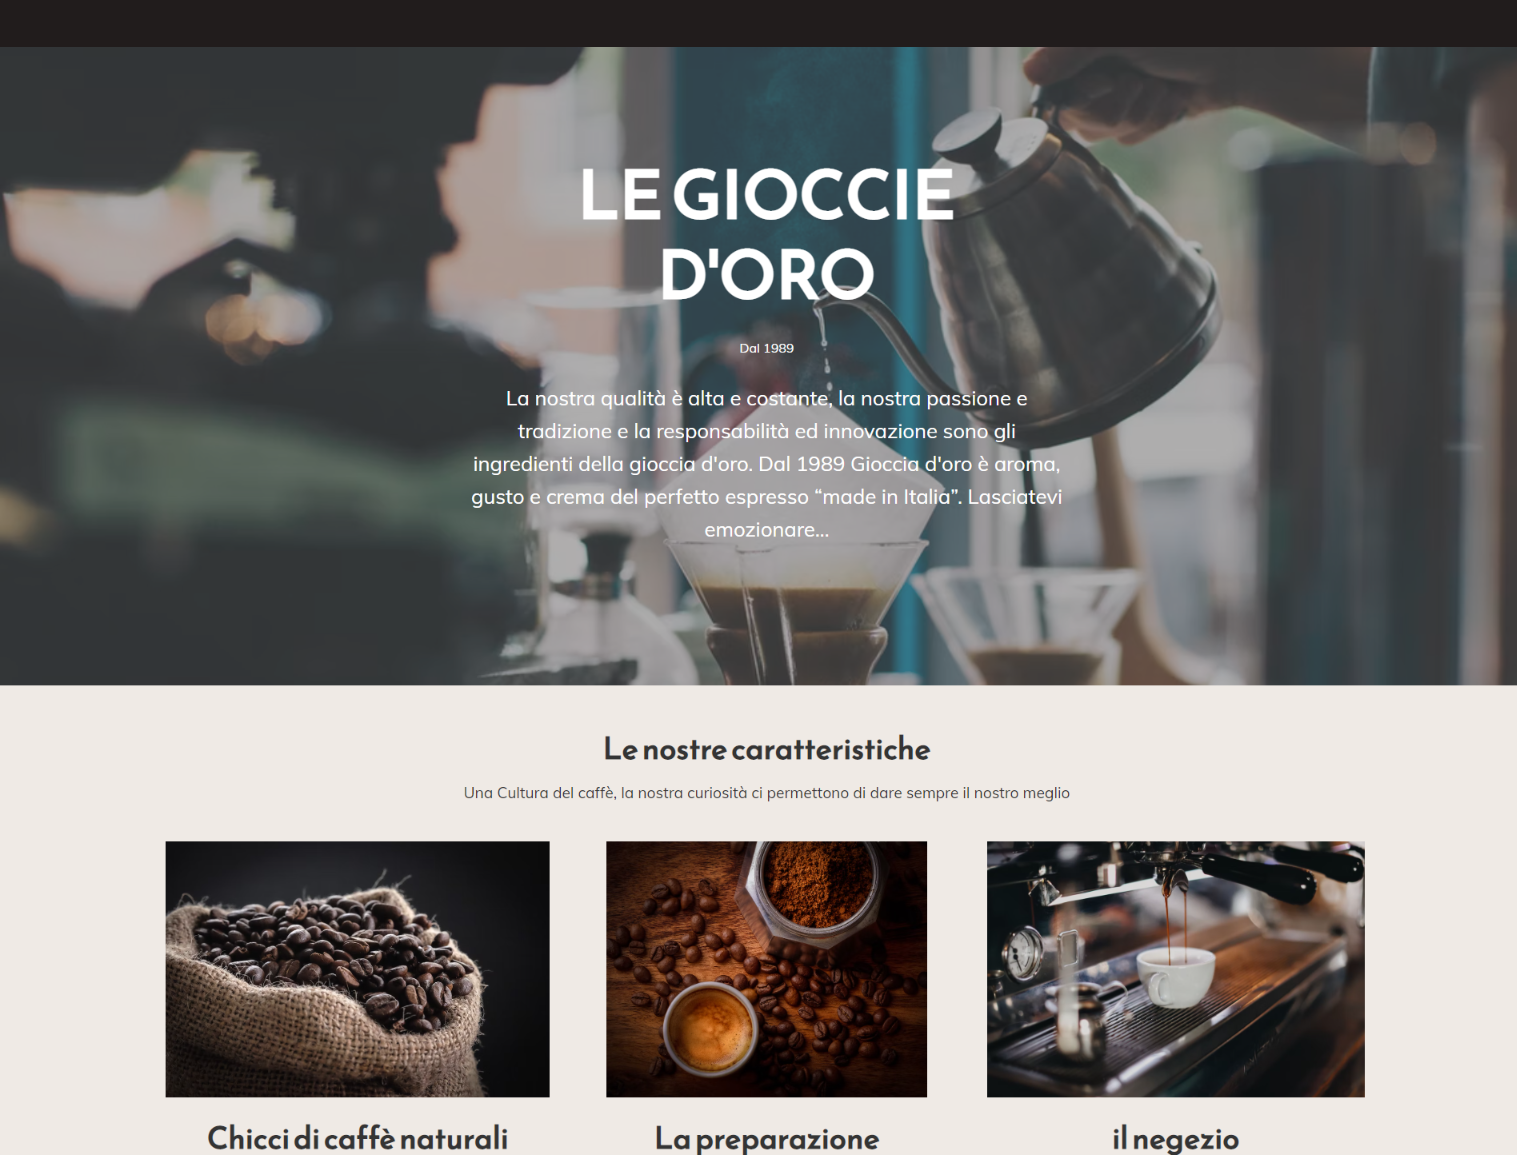 LE GIOCCIE
D'ORO
Dal 1989
La nostra qualità è alta e costante, la nostra passione e
tradizione e la responsabilità ed innovazione sono gli
ingredienti della gioccia d'oro. Dal 1989 Gioccia d'oro è aroma,
gusto e crema del perfetto espresso “made in Italia”. Lasciatevi
emozionare...
Le nostre caratteristiche
Una Cultura del caffè, la nostra curiosità ci permettono di dare sempre il nostro meglio
Chicci di caffè naturali
La preparazione
il negezio